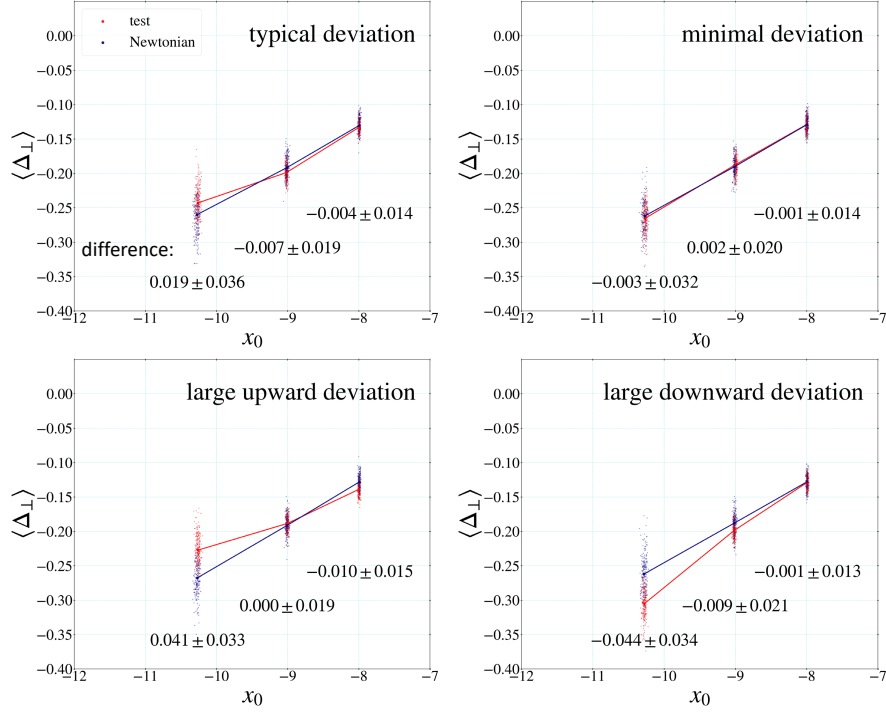 test
Newtonian
typical deviation
0.00
−0.05
−0.10
−0.15
−0.20
−0.25
−0.30
−0.35
−0.40
⟨Δ⊥⟩
difference:
−0.004 ± 0.014
−0.007 ± 0.019
0.019 ± 0.036
−12 −11 −10 −9 −8 −7
x₀
minimal deviation
0.00
−0.05
−0.10
−0.15
−0.20
−0.25
−0.30
−0.35
−0.40
⟨Δ⊥⟩
−0.001 ± 0.014
0.002 ± 0.020
−0.003 ± 0.032
−12 −11 −10 −9 −8 −7
x₀
large upward deviation
0.00
−0.05
−0.10
−0.15
−0.20
−0.25
−0.30
−0.35
−0.40
⟨Δ⊥⟩
−0.010 ± 0.015
0.000 ± 0.019
0.041 ± 0.033
−12 −11 −10 −9 −8 −7
x₀
large downward deviation
0.00
−0.05
−0.10
−0.15
−0.20
−0.25
−0.30
−0.35
−0.40
⟨Δ⊥⟩
−0.001 ± 0.013
−0.009 ± 0.021
−0.044 ± 0.034
−12 −11 −10 −9 −8 −7
x₀